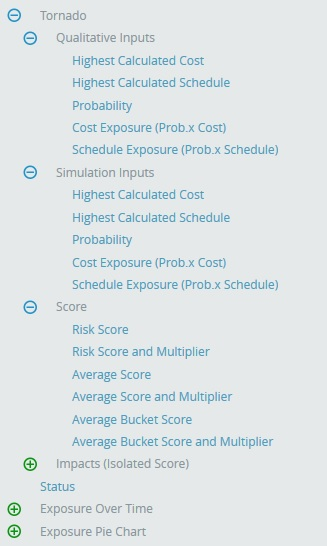 Tornado
Qualitative Inputs
Highest Calculated Cost
Highest Calculated Schedule
Probability
Cost Exposure (Prob.x Cost)
Schedule Exposure (Prob.x Schedule)
Simulation Inputs
Highest Calculated Cost
Highest Calculated Schedule
Probability
Cost Exposure (Prob.x Cost)
Schedule Exposure (Prob.x Schedule)
Score
Risk Score
Risk Score and Multiplier
Average Score
Average Score and Multiplier
Average Bucket Score
Average Bucket Score and Multiplier
Impacts (Isolated Score)
Status
Exposure Over Time
Exposure Pie Chart